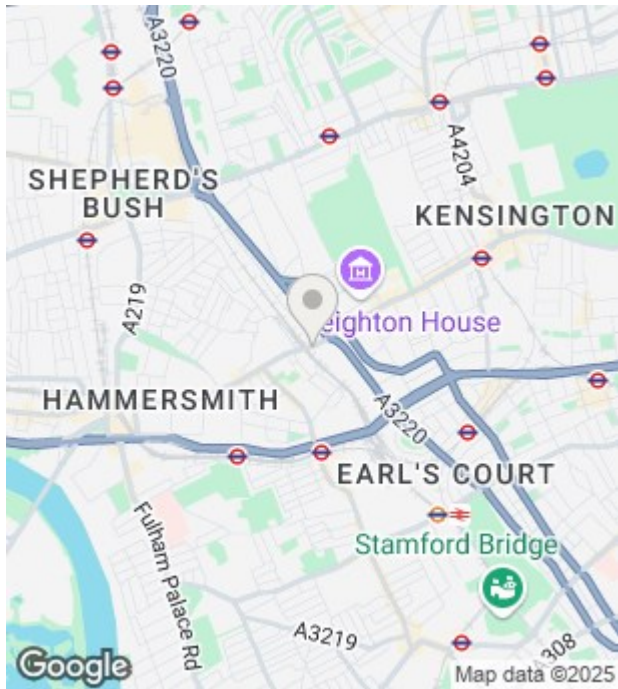 A3220
A4204
SHEPHERD'S
BUSH
KENSINGTON
A219
eighton House
HAMMERSMITH
A3220
EARL'S COURT
Stamford Bridge
Fulham Palace Rd
A3219
A308
Google
Map data ©2025